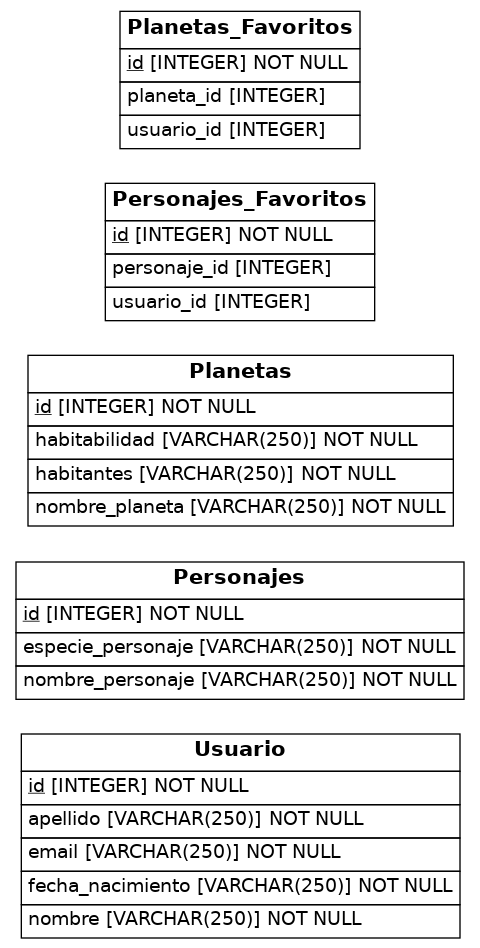 Planetas_Favoritos
id [INTEGER] NOT NULL
planeta_id [INTEGER]
usuario_id [INTEGER]
Personajes_Favoritos
id [INTEGER] NOT NULL
personaje_id [INTEGER]
usuario_id [INTEGER]
Planetas
id [INTEGER] NOT NULL
habitabilidad [VARCHAR(250)] NOT NULL
habitantes [VARCHAR(250)] NOT NULL
nombre_planeta [VARCHAR(250)] NOT NULL
Personajes
id [INTEGER] NOT NULL
especie_personaje [VARCHAR(250)] NOT NULL
nombre_personaje [VARCHAR(250)] NOT NULL
Usuario
id [INTEGER] NOT NULL
apellido [VARCHAR(250)] NOT NULL
email [VARCHAR(250)] NOT NULL
fecha_nacimiento [VARCHAR(250)] NOT NULL
nombre [VARCHAR(250)] NOT NULL